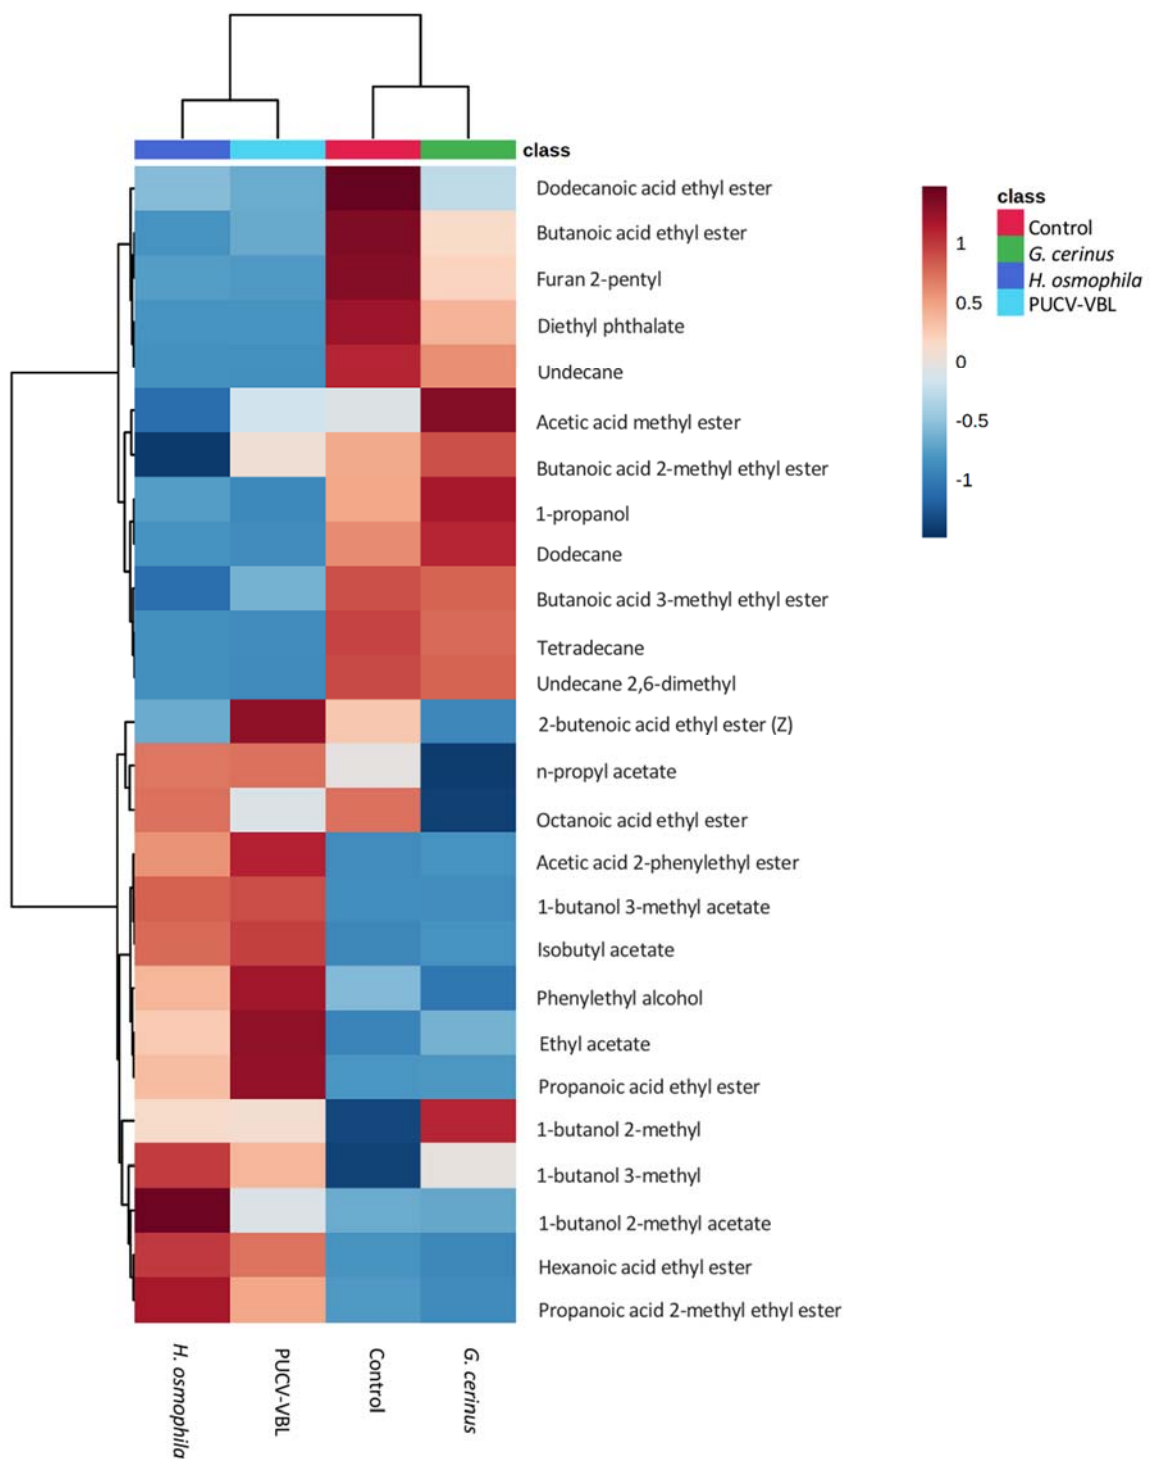 class
Dodecanoic acid ethyl ester
Butanoic acid ethyl ester
Furan 2-pentyl
Diethyl phthalate
Undecane
Acetic acid methyl ester
Butanoic acid 2-methyl ethyl ester
1-propanol
Dodecane
Butanoic acid 3-methyl ethyl ester
Tetradecane
Undecane 2,6-dimethyl
2-butenoic acid ethyl ester (Z)
n-propyl acetate
Octanoic acid ethyl ester
Acetic acid 2-phenylethyl ester
1-butanol 3-methyl acetate
Isobutyl acetate
Phenylethyl alcohol
Ethyl acetate
Propanoic acid ethyl ester
1-butanol 2-methyl
1-butanol 3-methyl
1-butanol 2-methyl acetate
Hexanoic acid ethyl ester
Propanoic acid 2-methyl ethyl ester
H. osmophila
PUCV-VBL
Control
G. cerinus
1
0.5
0
-0.5
-1
class
Control
G. cerinus
H. osmophila
PUCV-VBL